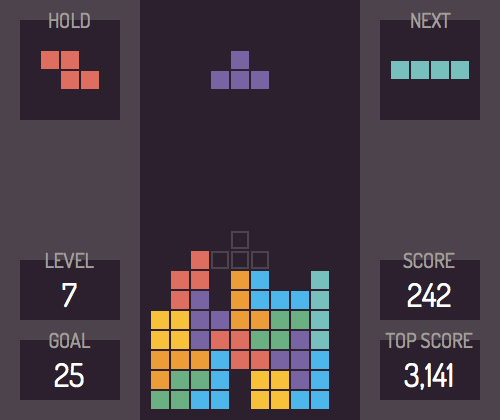 HOLD
NEXT
LEVEL
7
SCORE
242
GOAL
25
TOP SCORE
3,141